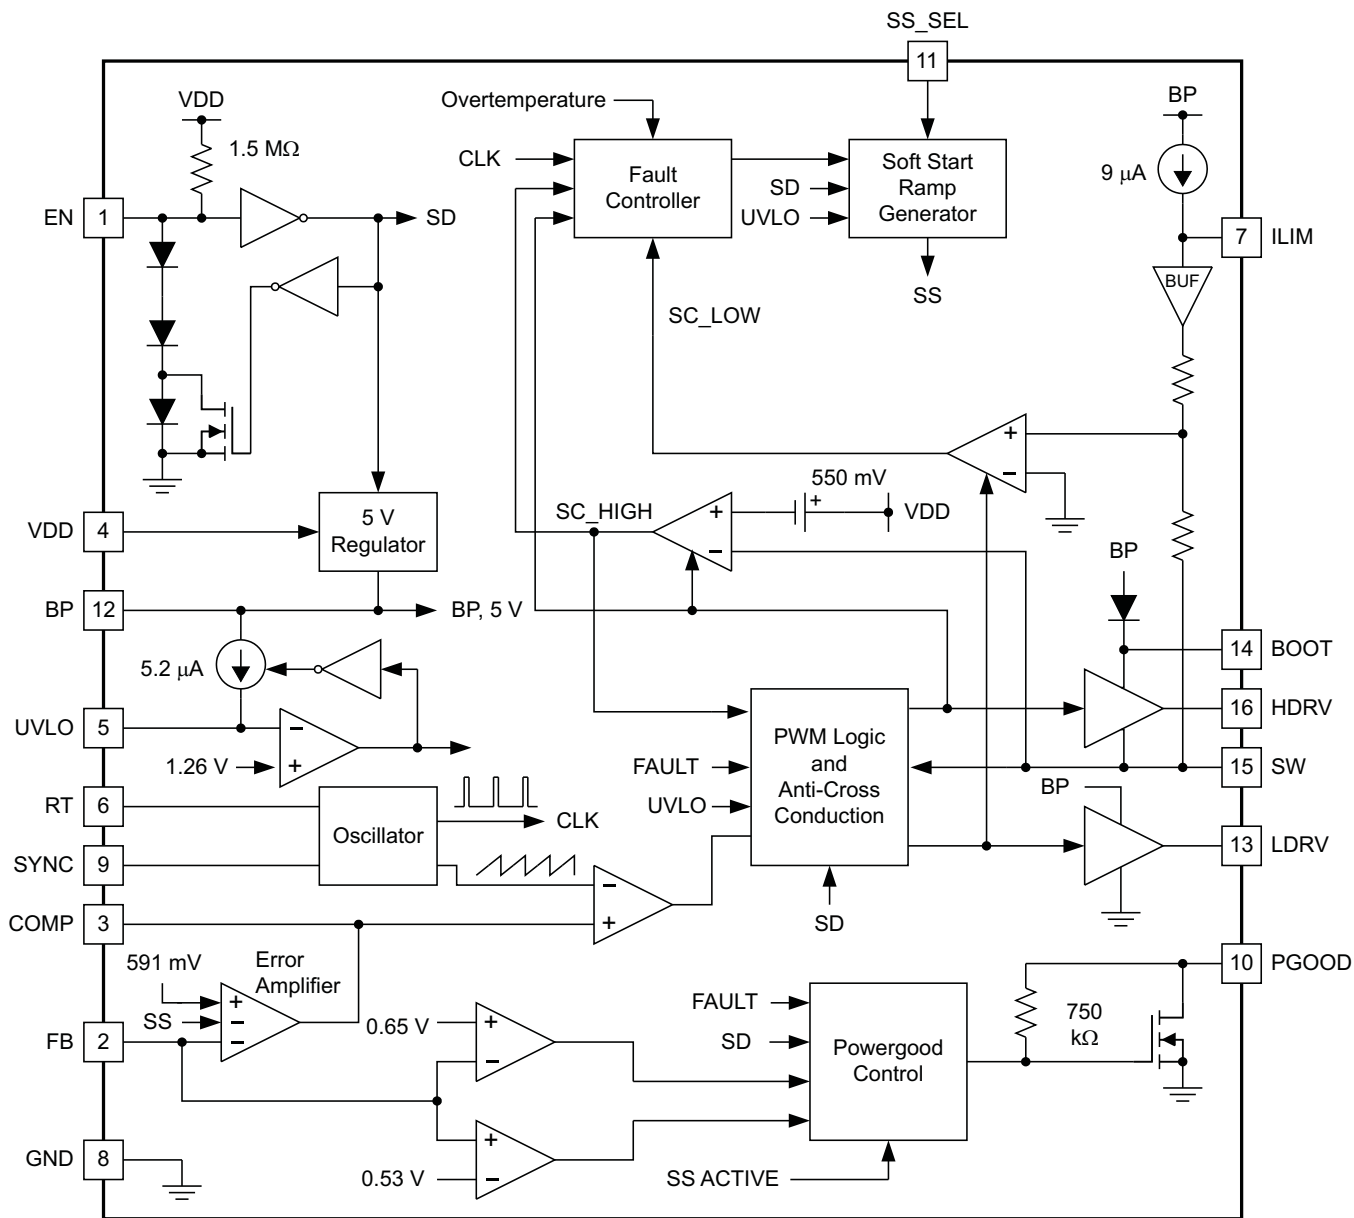 SS_SEL
11
VDD
1.5 MΩ
Overtemperature
BP
CLK
Fault
Controller
Soft Start
Ramp
Generator
9 μA
SD
UVLO
EN
1
SD
7
ILIM
BUF
SS
SC_LOW
+
−
550 mV
+
VDD
SC_HIGH
+
−
VDD
4
5 V
Regulator
BP
BP
12
BP, 5 V
14
BOOT
5.2 μA
16
HDRV
UVLO
5
−
+
1.26 V
PWM Logic
and
Anti-Cross
Conduction
FAULT
UVLO
15
SW
BP
RT
6
CLK
Oscillator
13
LDRV
SYNC
9
−
+
SD
COMP
3
591 mV
Error
Amplifier
10
PGOOD
+
−
−
SS
FAULT
0.65 V
+
−
750
kΩ
FB
2
SD
Powergood
Control
+
−
GND
8
0.53 V
SS ACTIVE